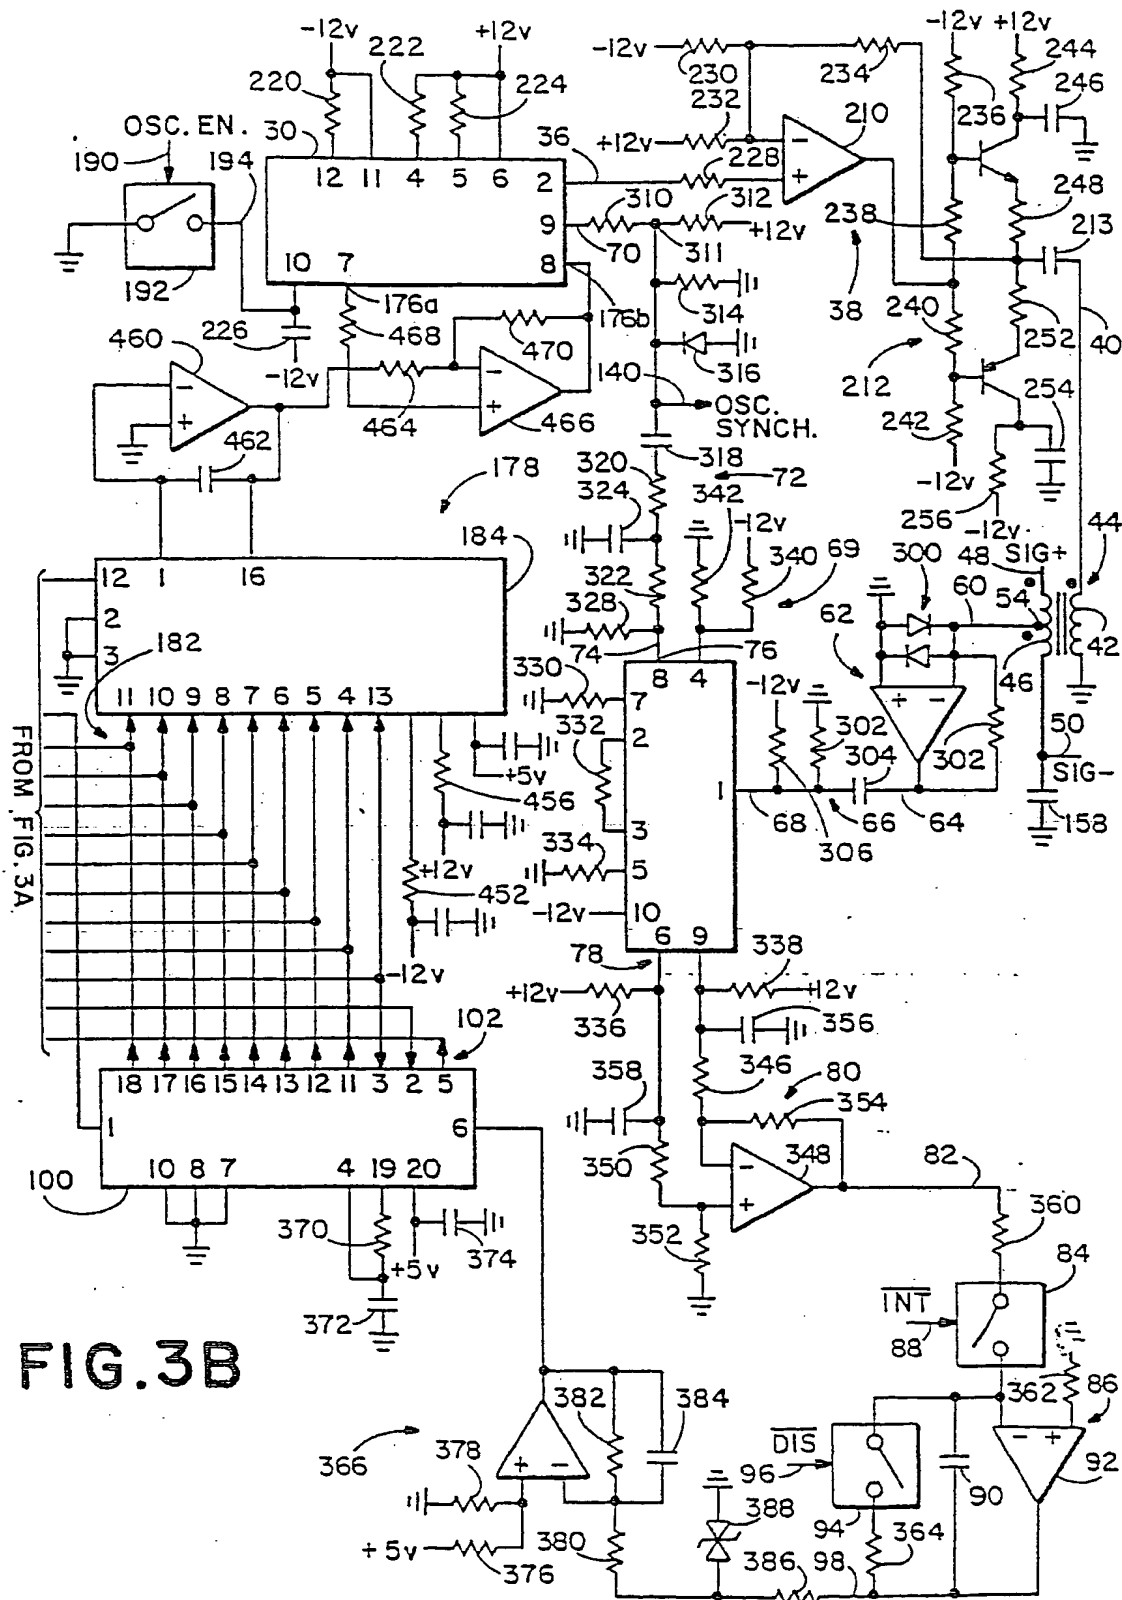 -12v 222 +12v -12v -12v +12v
220 224 230 234 244
232 236 246
OSC. EN. 30 36 210
190 194 12 11 4 5 6 2 +12v 228
310 312 238 248
9 213
70 311 +12v
192 10 7 8 38
176a 176b 314 240 252 40
460 468 470
226 316 212
-12v 140 254
464 466 OSC. SYNCH. 242
462 318
178 320 72 -12v
324 342 -12v 256 -12v 44
184 300 SIG+
12 1 16 322 340 69 48
2 328 60 54
3 182 62 42
74 76 46
11 10 9 8 7 6 5 4 13 330 8 4
7 -12v 50
332 2 302 302 SIG-
FROM FIG. 3A +5v 304
456 3 1
+12v 334 68 66 64 158
452 5 306
-12v 10
6 9
-12v 78 338
+12v +12v
336 356
102
18 17 16 15 14 13 12 11 3 2 5 358 346 80
354
1 6
350 348 82
10 8 7 4 19 20
100 360
370 374 352
+5v 84
372 INT
88
FIG. 3B
362 86
382 384
DIS
366 378 92
96 90
388
94 364
+5v 380
376 386 98